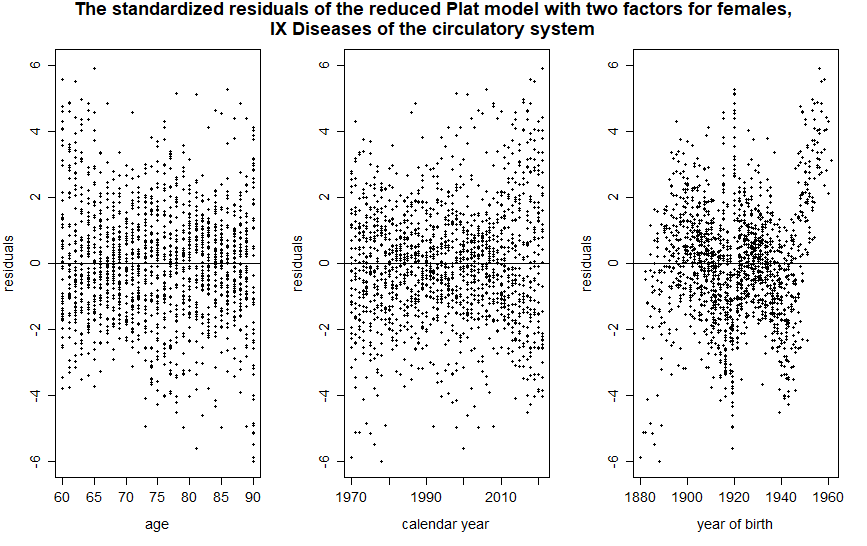 The standardized residuals of the reduced Plat model with two factors for females,
IX Diseases of the circulatory system
residuals
6
4
2
0
-2
-4
-6
60 65 70 75 80 85 90
age
residuals
6
4
2
0
-2
-4
-6
1970 1990 2010
calendar year
residuals
6
4
2
0
-2
-4
-6
1880 1900 1920 1940 1960
year of birth